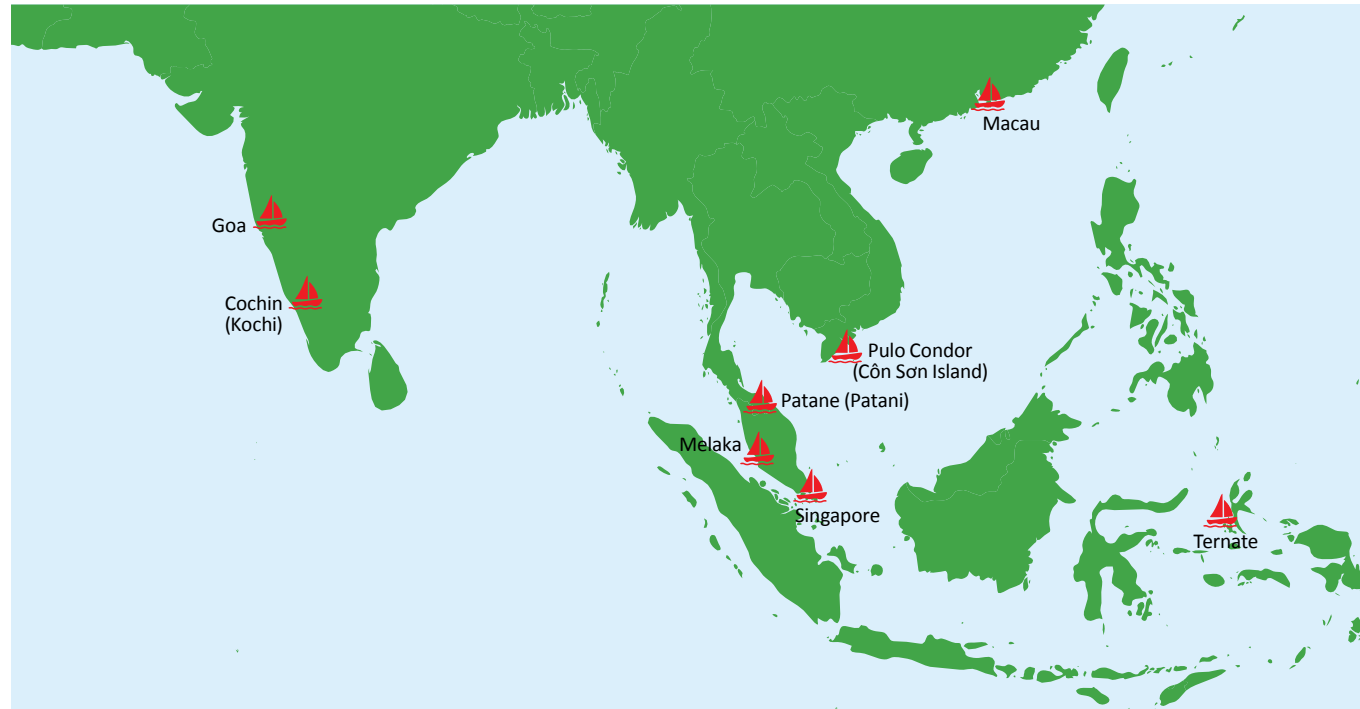 Macau
Goa
Cochin
(Kochi)
Pulo Condor
(Côn Sơn Island)
Patane (Patani)
Melaka
Singapore
Ternate